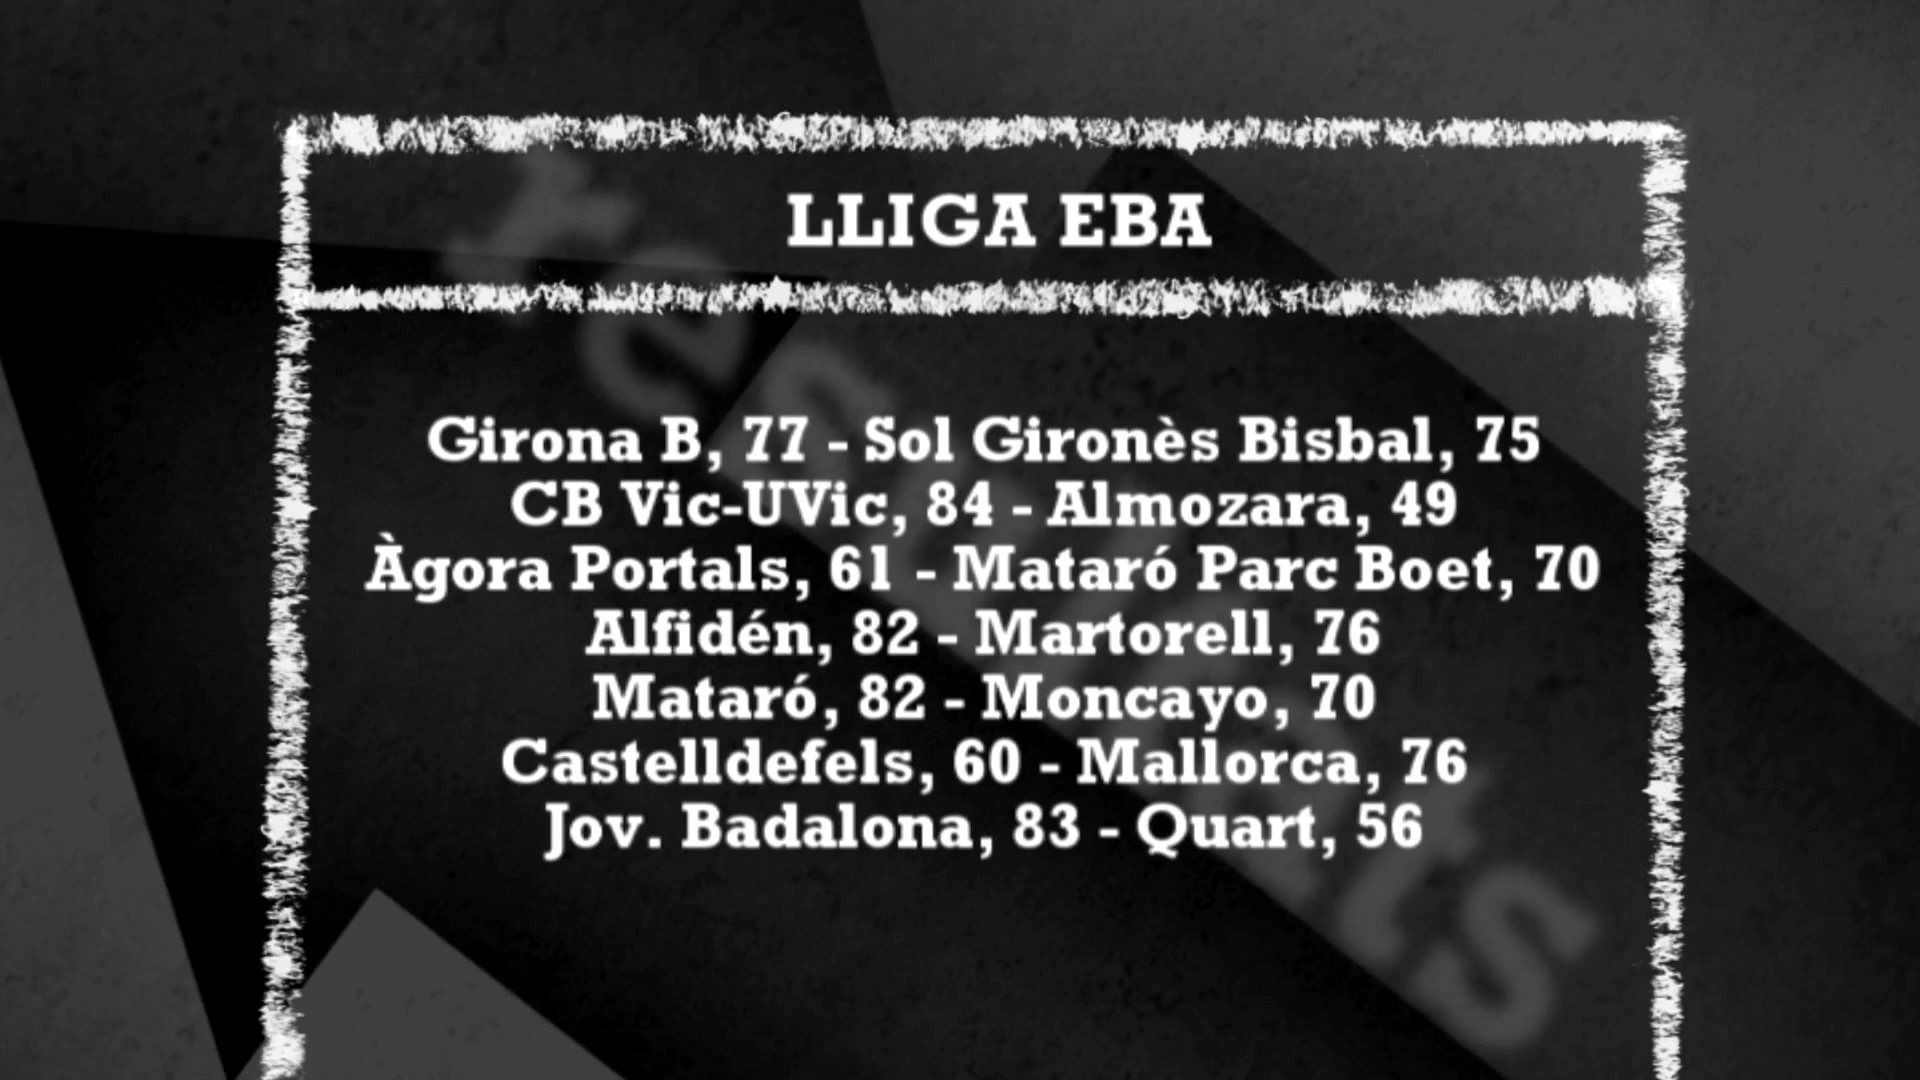 LLIGA EBA
Girona B, 77 - Sol Gironès Bisbal, 75
CB Vic-UVic, 84 - Almozara, 49
Àgora Portals, 61 - Mataró Parc Boet, 70
Alfidén, 82 - Martorell, 76
Mataró, 82 - Moncayo, 70
Castelldefels, 60 - Mallorca, 76
Jov. Badalona, 83 - Quart, 56